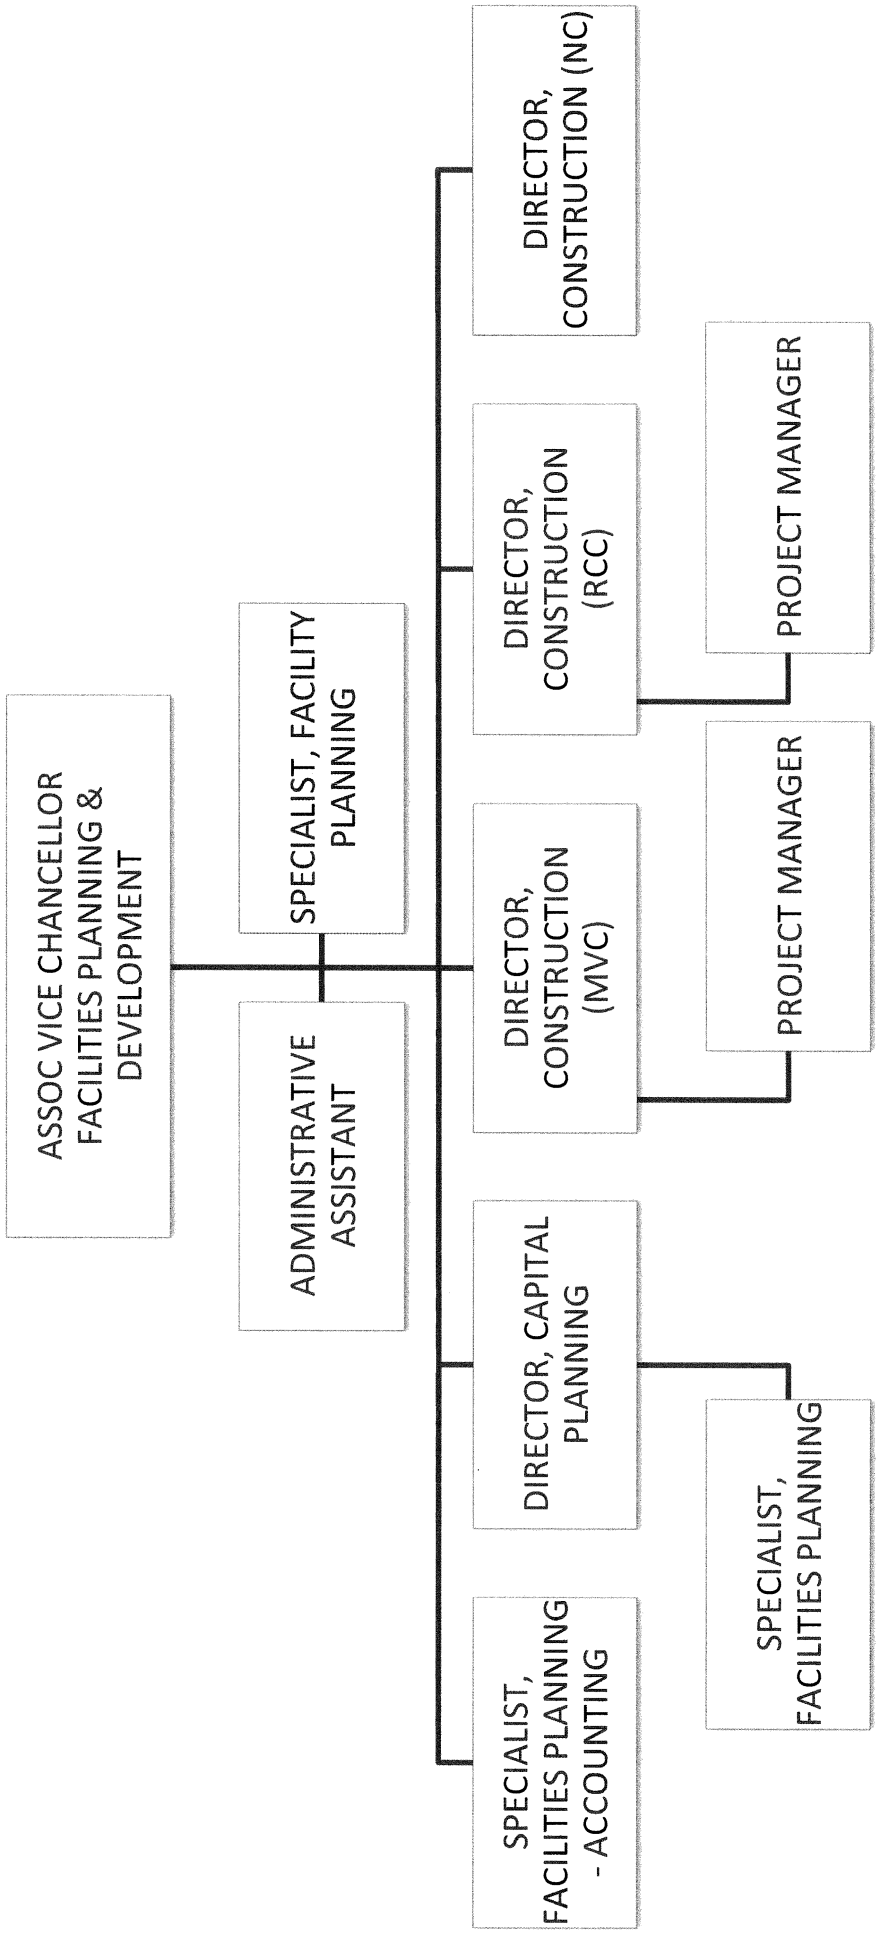 ASSOC VICE CHANCELLOR
FACILITIES PLANNING &
DEVELOPMENT
ADMINISTRATIVE
ASSISTANT
SPECIALIST, FACILITY
PLANNING
SPECIALIST,
FACILITIES PLANNING
- ACCOUNTING
DIRECTOR, CAPITAL
PLANNING
DIRECTOR,
CONSTRUCTION
(MVC)
DIRECTOR,
CONSTRUCTION
(RCC)
DIRECTOR,
CONSTRUCTION (NC)
SPECIALIST,
FACILITIES PLANNING
PROJECT MANAGER
PROJECT MANAGER